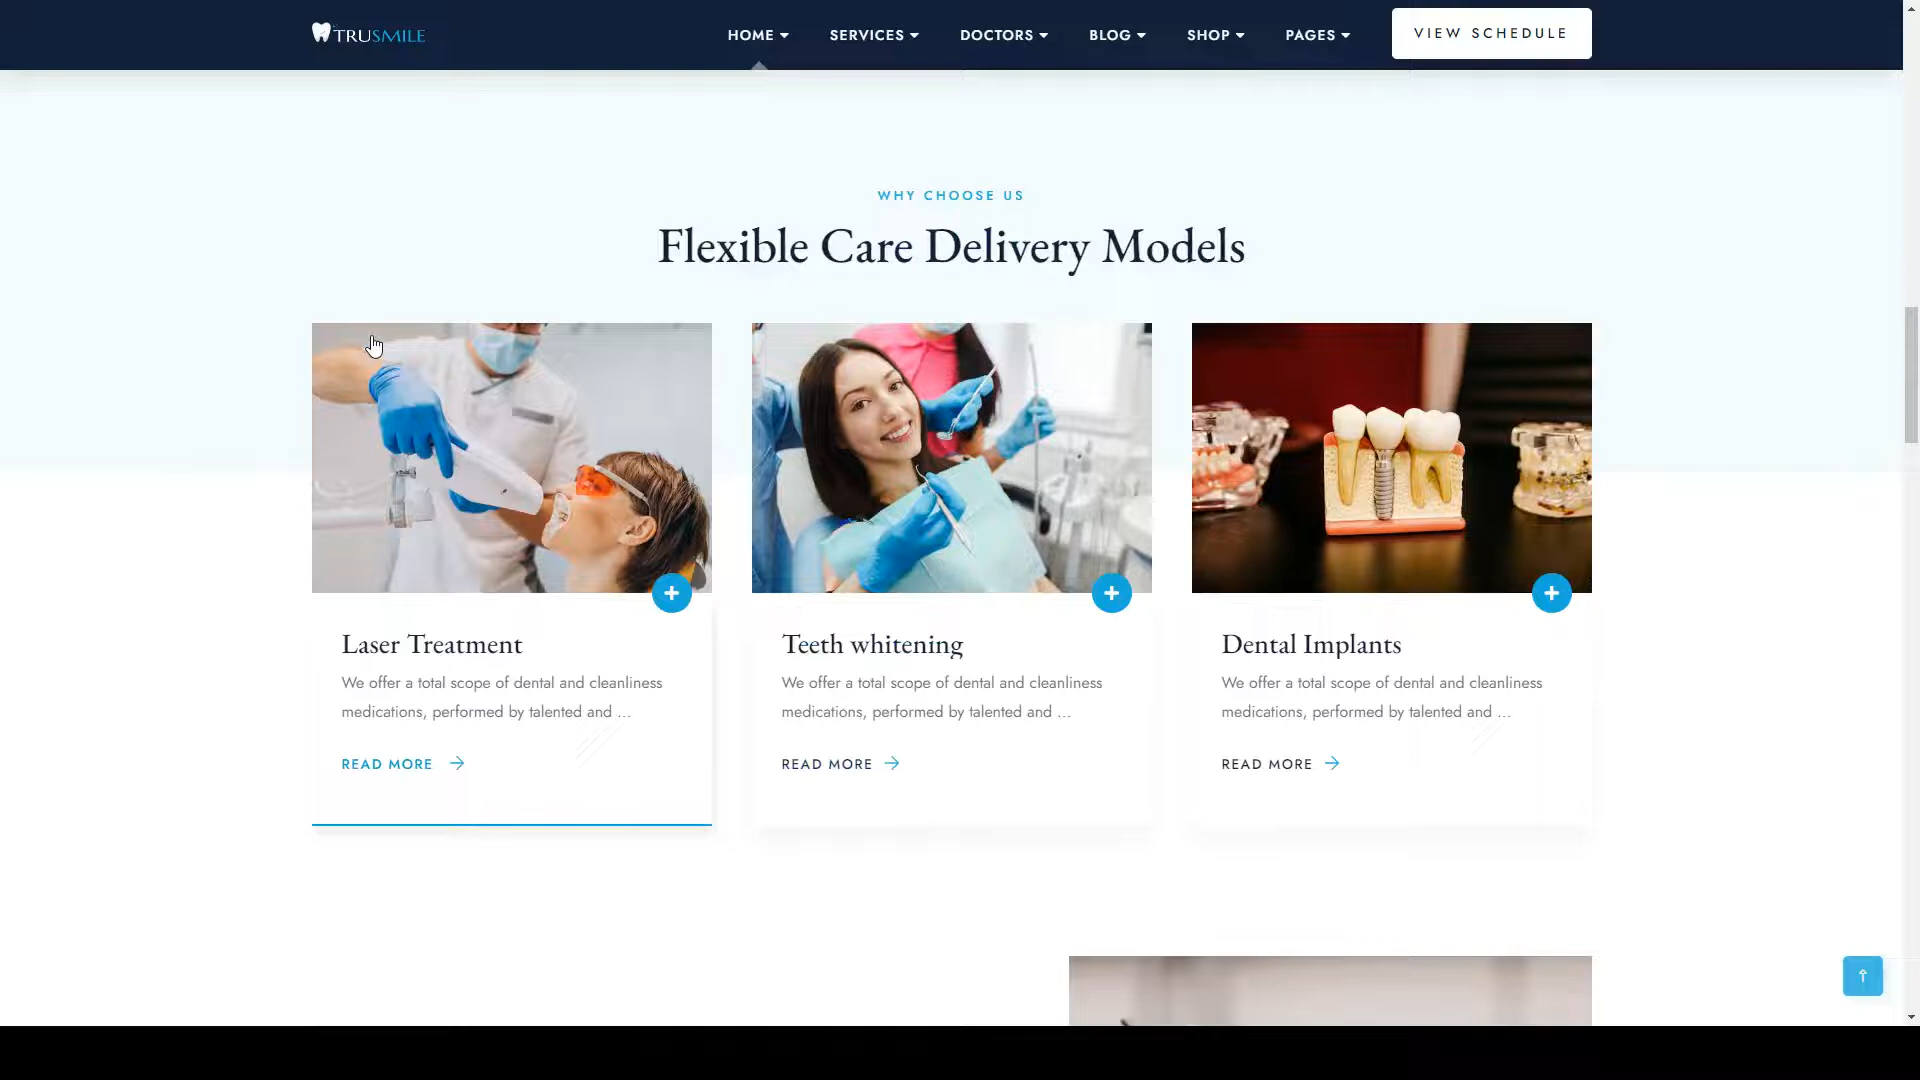 TRUSMILE
HOME
SERVICES
DOCTORS
BLOG
SHOP
PAGES
VIEW SCHEDULE
WHY CHOOSE US
Flexible Care Delivery Models
Laser Treatment
We offer a total scope of dental and cleanliness
medications, performed by talented and ...
READ MORE
Teeth whitening
We offer a total scope of dental and cleanliness
medications, performed by talented and ...
READ MORE
Dental Implants
We offer a total scope of dental and cleanliness
medications, performed by talented and ...
READ MORE